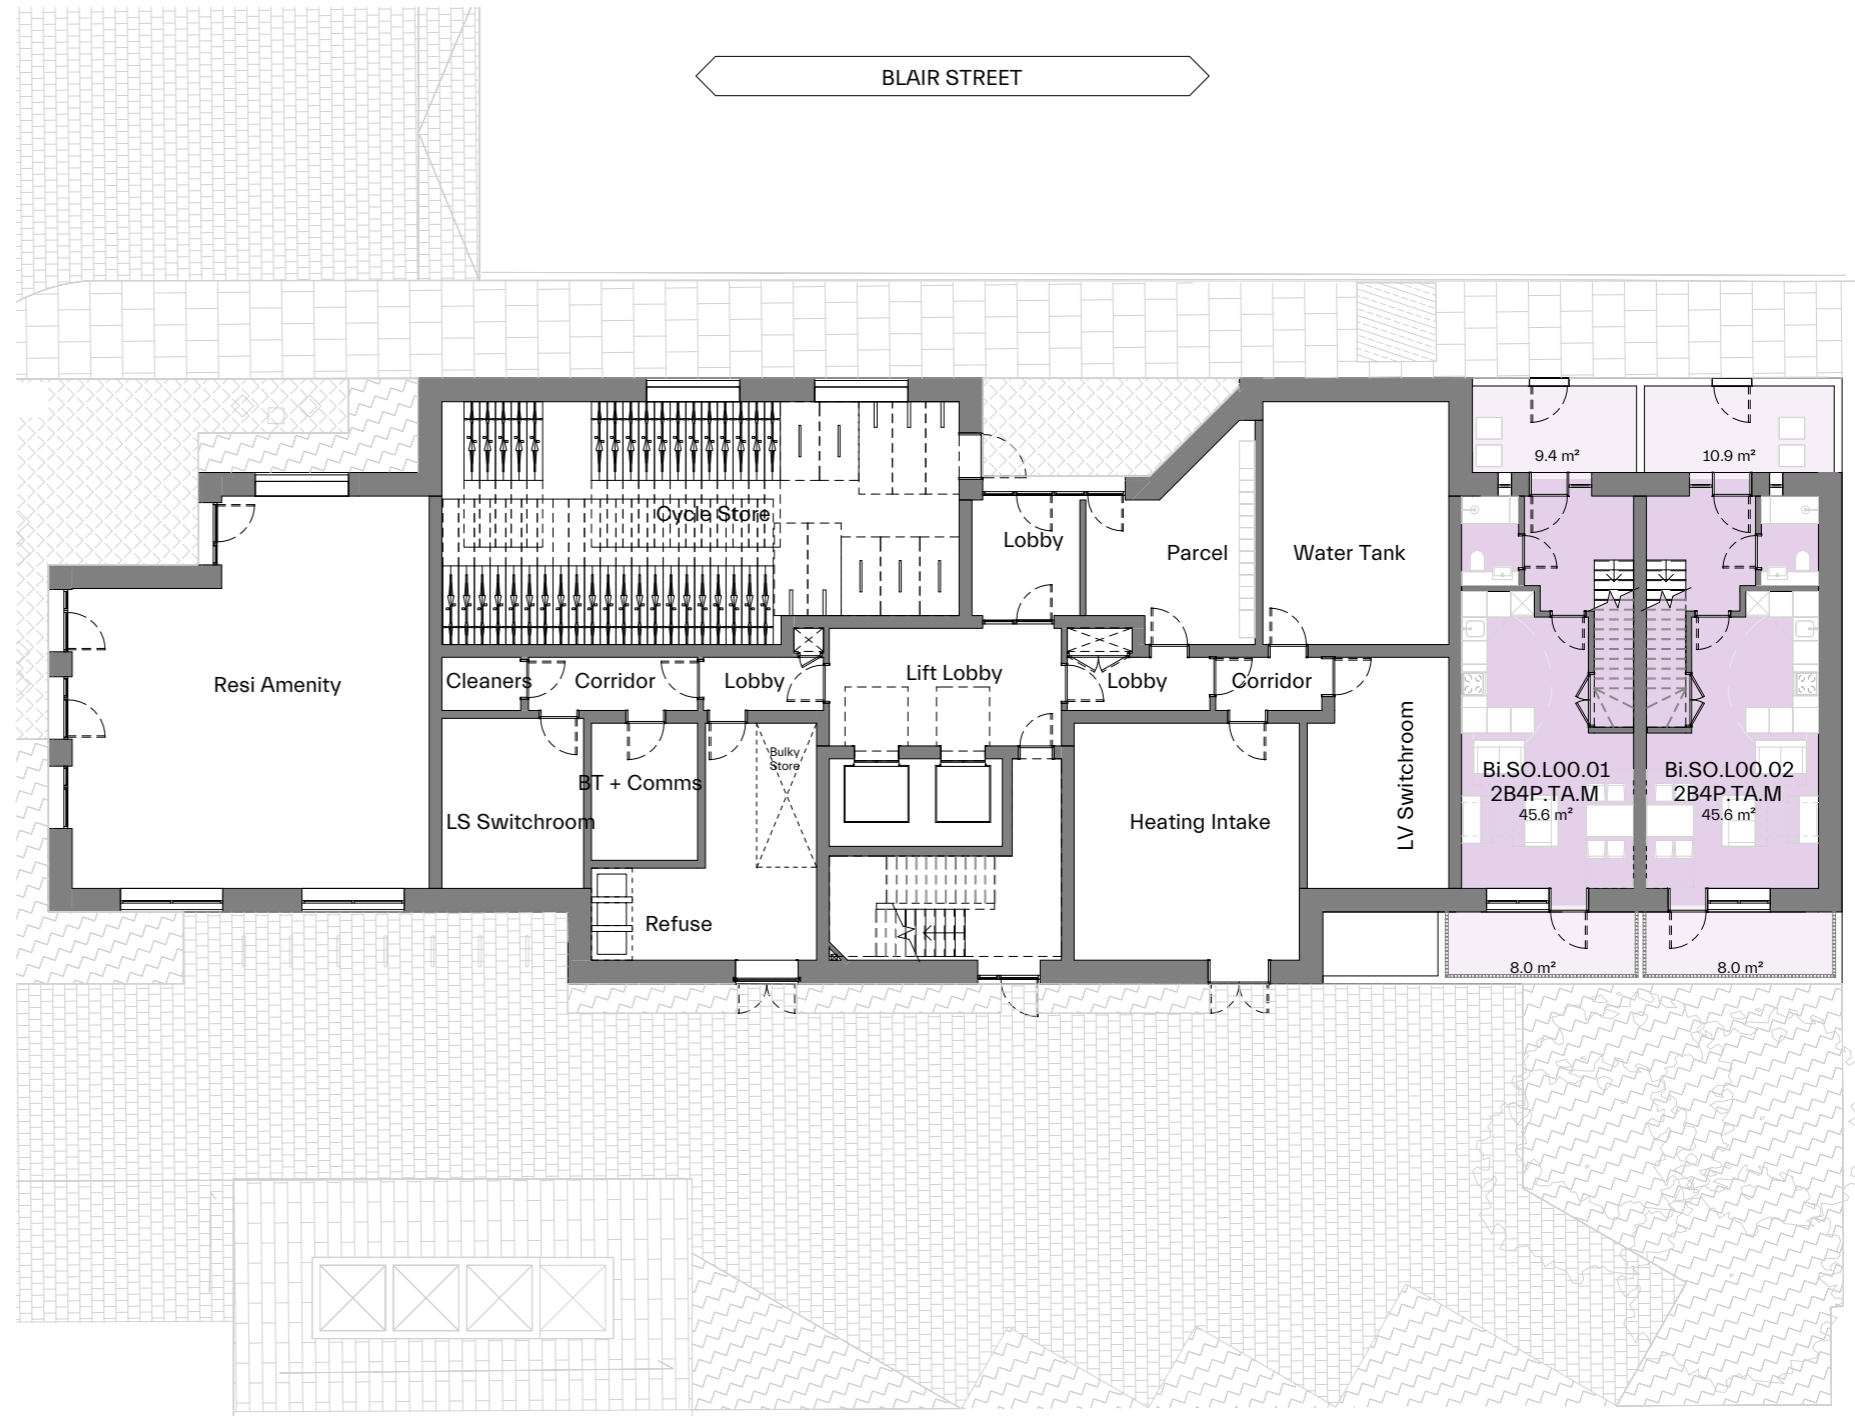 BLAIR STREET
9.4 m²
10.9 m²
Cycle Store
Lobby
Parcel
Water Tank
Resi Amenity
Cleaners
Corridor
Lobby
Lift Lobby
Lobby
Corridor
LV Switchroom
Bulky
Store
BT + Comms
LS Switchroom
Heating Intake
Bi.SO.L00.01
2B4P.TA.M
45.6 m²
Bi.SO.L00.02
2B4P.TA.M
45.6 m²
Refuse
8.0 m²
8.0 m²